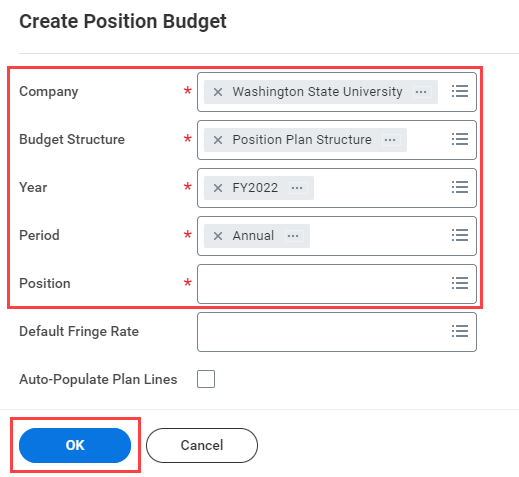 Create Position Budget
Company * × Washington State University ...
Budget Structure * × Position Plan Structure ...
Year * × FY2022 ...
Period * × Annual ...
Position *
Default Fringe Rate
Auto-Populate Plan Lines
OK Cancel